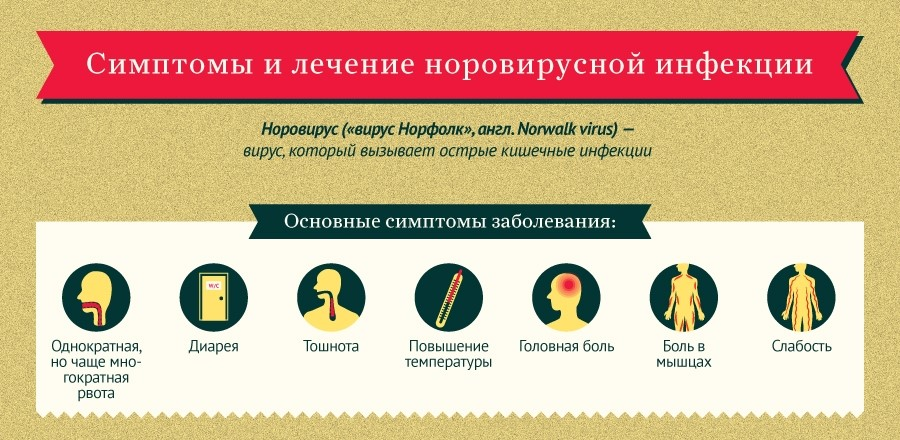 Симптомы и лечение норовирусной инфекции
Норовирус («вирус Норфолк», англ. Norwalk virus) —
вирус, который вызывает острые кишечные инфекции
Основные симптомы заболевания:
W/C
Однократная,
но чаще мно-
гократная
рвота
Диарея
Тошнота
Повышение
температуры
Головная боль
Боль в
мышцах
Слабость